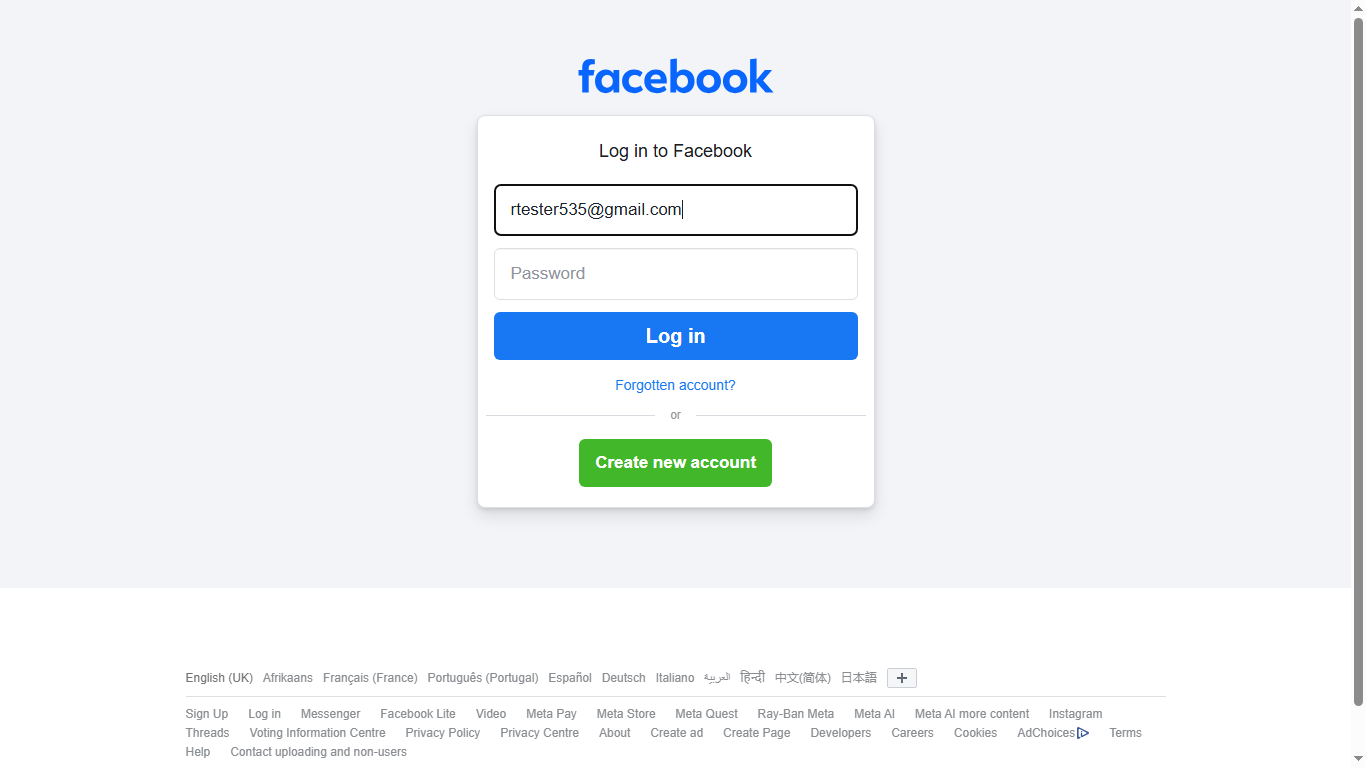 facebook
Log in to Facebook
rtester535@gmail.com
Password
Log in
Forgotten account?
or
Create new account
English (UK) Afrikaans Français (France) Português (Portugal) Español Deutsch Italiano العربية हिन्दी 中文(简体) 日本語
Sign Up Log in Messenger Facebook Lite Video Meta Pay Meta Store Meta Quest Ray-Ban Meta Meta AI Meta AI more content Instagram
Threads Voting Information Centre Privacy Policy Privacy Centre About Create ad Create Page Developers Careers Cookies AdChoices Terms
Help Contact uploading and non-users